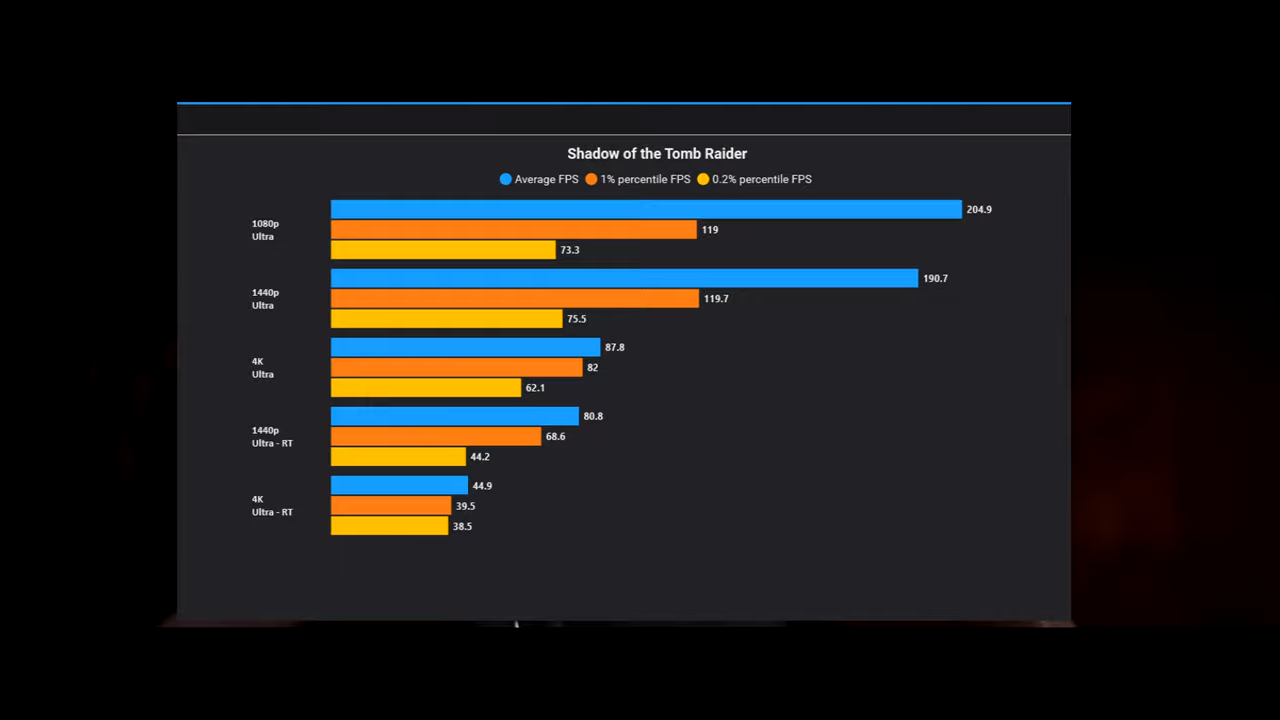 Shadow of the Tomb Raider
Average FPS 1% percentile FPS 0.2% percentile FPS
1080p
Ultra
204.9
119
73.3
1440p
Ultra
190.7
119.7
75.5
4K
Ultra
87.8
82
62.1
1440p
Ultra - RT
80.8
68.6
44.2
4K
Ultra - RT
44.9
39.5
38.5